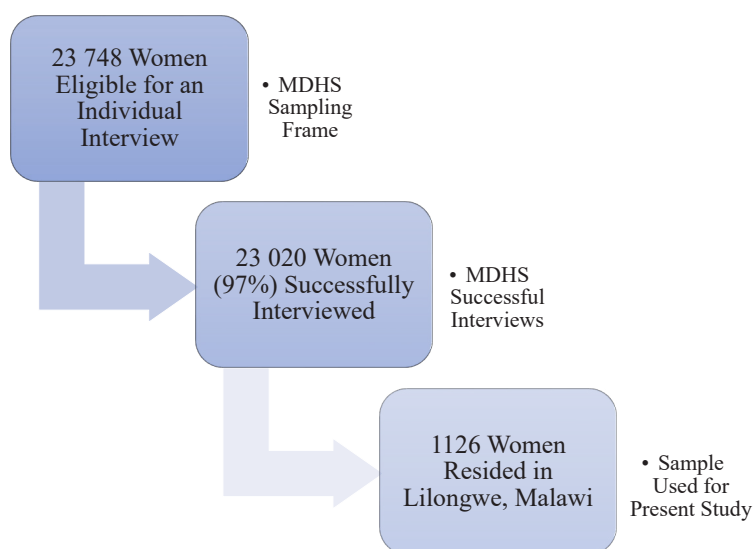 23 748 Women
Eligible for an
Individual
Interview
• MDHS
Sampling
Frame
23 020 Women
(97%) Successfully
Interviewed
• MDHS
Successful
Interviews
1126 Women
Resided in
Lilongwe, Malawi
• Sample
Used for
Present Study